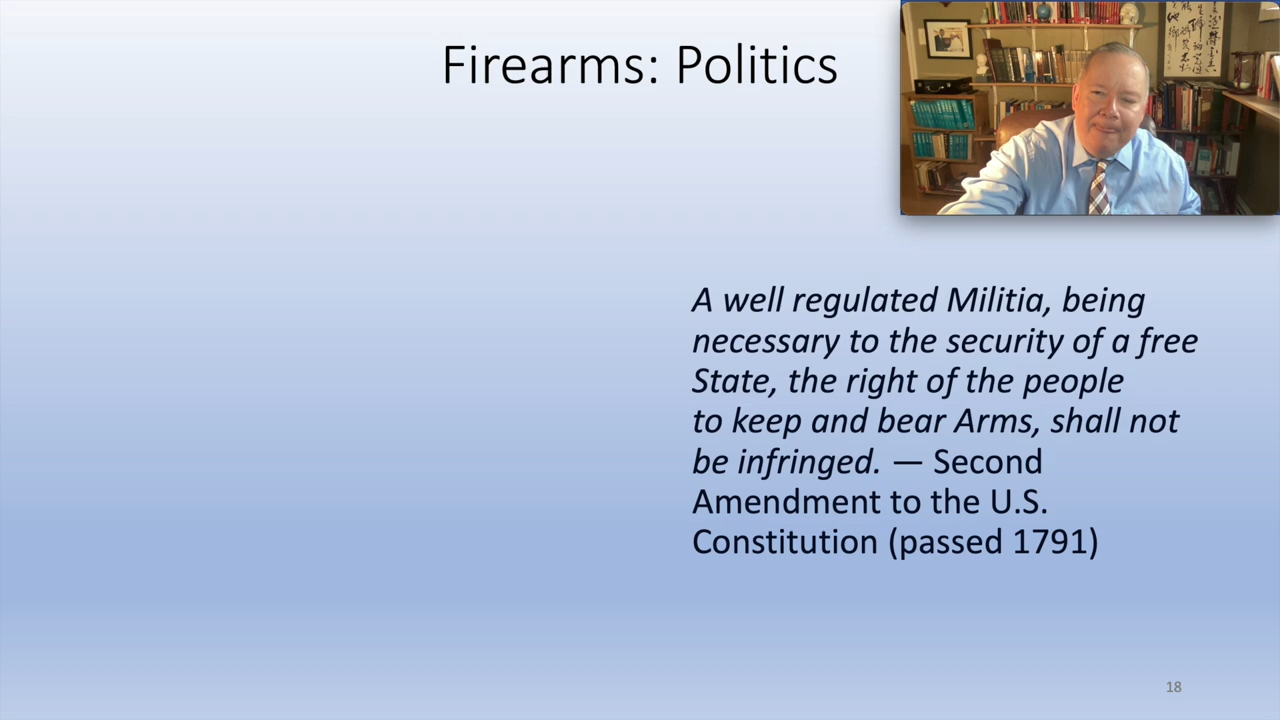 Firearms: Politics
A well regulated Militia, being
necessary to the security of a free
State, the right of the people
to keep and bear Arms, shall not
be infringed. — Second
Amendment to the U.S.
Constitution (passed 1791)
18